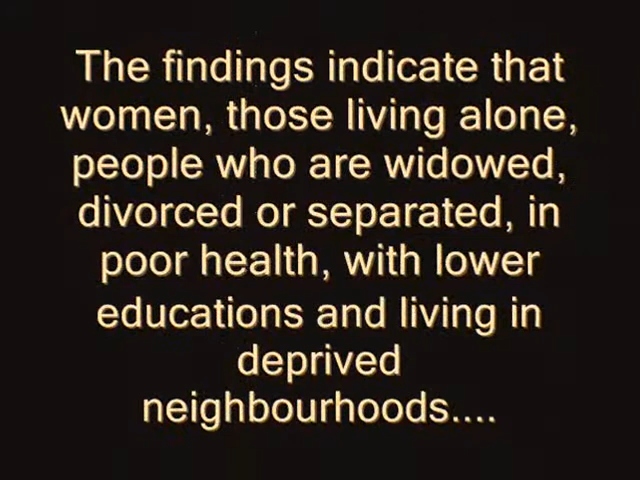 The findings indicate that
women, those living alone,
people who are widowed,
divorced or separated, in
poor health, with lower
educations and living in
deprived
neighbourhoods....